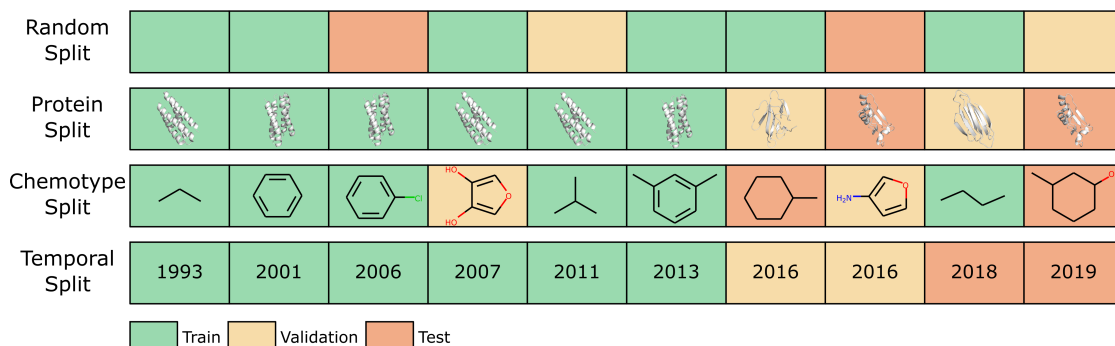 Random
Split
Protein
Split
Chemotype
Split
HO
O
HO
Cl
H₂N
O
O
Temporal
Split
1993 2001 2006 2007 2011 2013 2016 2016 2018 2019
Train Validation Test